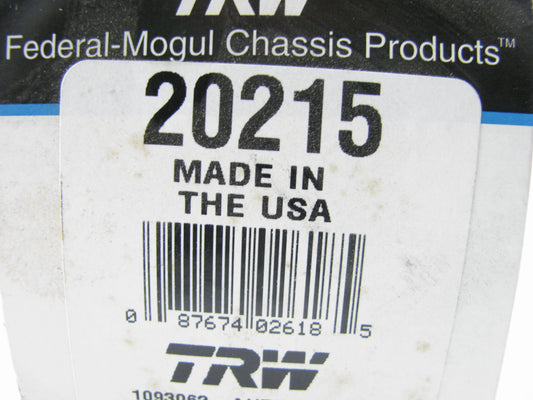 TRW
Federal-Mogul Chassis Products™
20215
MADE IN
THE USA
0 87674 02618 5
TRW